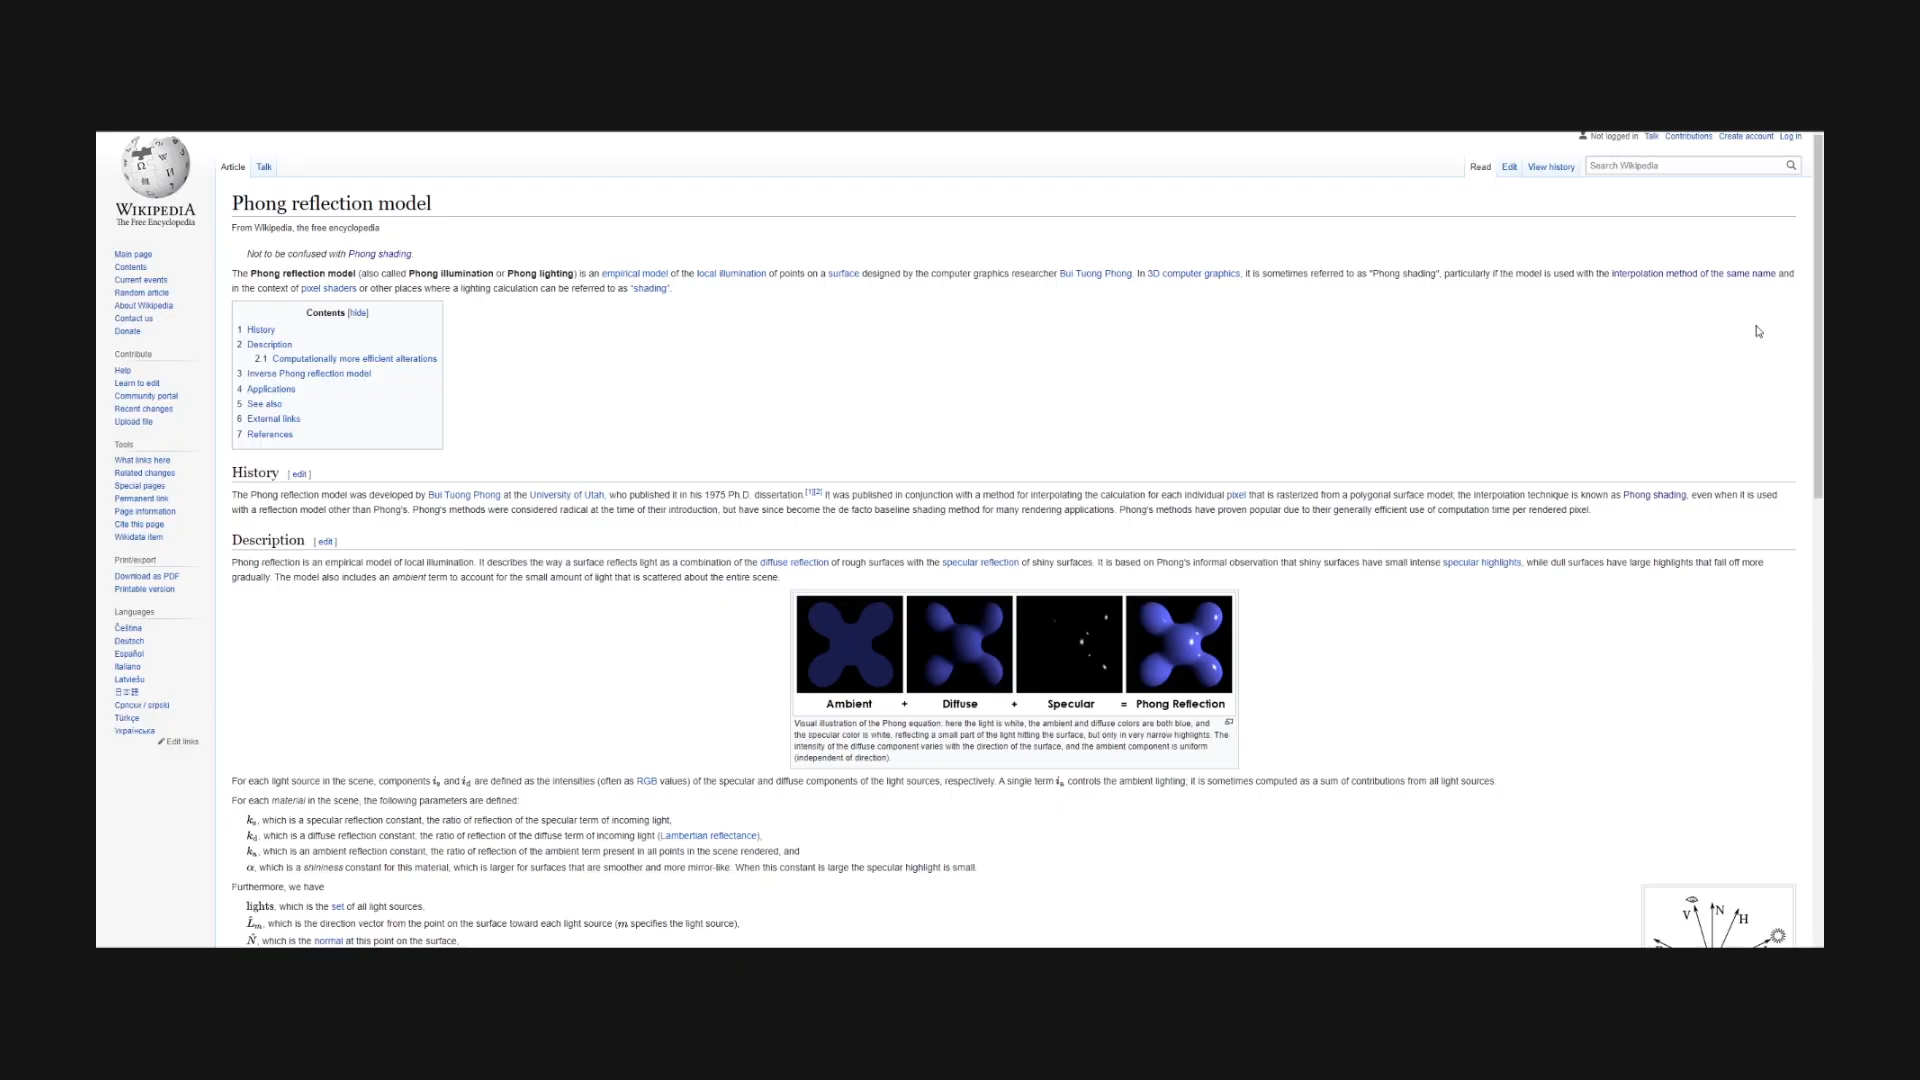 Not logged in Talk Contributions Create account Log in
Article Talk
Read Edit View history Search Wikipedia
WIKIPEDIA
The Free Encyclopedia
Main page
Contents
Current events
Random article
About Wikipedia
Contact us
Donate
Contribute
Help
Learn to edit
Community portal
Recent changes
Upload file
Tools
What links here
Related changes
Special pages
Permanent link
Page information
Cite this page
Wikidata item
Print/export
Download as PDF
Printable version
Languages
Čeština
Deutsch
Español
Italiano
Latviešu
日本語
Српски / srpski
Türkçe
Українська
Edit links
Phong reflection model
From Wikipedia, the free encyclopedia
Not to be confused with Phong shading.
The Phong reflection model (also called Phong illumination or Phong lighting) is an empirical model of the local illumination of points on a surface designed by the computer graphics researcher Bui Tuong Phong. In 3D computer graphics, it is sometimes referred to as "Phong shading", particularly if the model is used with the interpolation method of the same name and
in the context of pixel shaders or other places where a lighting calculation can be referred to as “shading”.
Contents [hide]
1 History
2 Description
2.1 Computationally more efficient alterations
3 Inverse Phong reflection model
4 Applications
5 See also
6 External links
7 References
History [ edit ]
The Phong reflection model was developed by Bui Tuong Phong at the University of Utah, who published it in his 1975 Ph.D. dissertation.[1][2] It was published in conjunction with a method for interpolating the calculation for each individual pixel that is rasterized from a polygonal surface model; the interpolation technique is known as Phong shading, even when it is used
with a reflection model other than Phong's. Phong's methods were considered radical at the time of their introduction, but have since become the de facto baseline shading method for many rendering applications. Phong's methods have proven popular due to their generally efficient use of computation time per rendered pixel.
Description [ edit ]
Phong reflection is an empirical model of local illumination. It describes the way a surface reflects light as a combination of the diffuse reflection of rough surfaces with the specular reflection of shiny surfaces. It is based on Phong's informal observation that shiny surfaces have small intense specular highlights, while dull surfaces have large highlights that fall off more
gradually. The model also includes an ambient term to account for the small amount of light that is scattered about the entire scene.
Ambient + Diffuse + Specular = Phong Reflection
Visual illustration of the Phong equation: here the light is white, the ambient and diffuse colors are both blue, and
the specular color is white, reflecting a small part of the light hitting the surface, but only in very narrow highlights. The
intensity of the diffuse component varies with the direction of the surface, and the ambient component is uniform
(independent of direction).
For each light source in the scene, components iₛ and i_d are defined as the intensities (often as RGB values) of the specular and diffuse components of the light sources, respectively. A single term iₐ controls the ambient lighting; it is sometimes computed as a sum of contributions from all light sources.
For each material in the scene, the following parameters are defined:
kₛ, which is a specular reflection constant, the ratio of reflection of the specular term of incoming light,
k_d, which is a diffuse reflection constant, the ratio of reflection of the diffuse term of incoming light (Lambertian reflectance),
kₐ, which is an ambient reflection constant, the ratio of reflection of the ambient term present in all points in the scene rendered, and
α, which is a shininess constant for this material, which is larger for surfaces that are smoother and more mirror-like. When this constant is large the specular highlight is small.
Furthermore, we have
lights, which is the set of all light sources,
L̂ₘ, which is the direction vector from the point on the surface toward each light source (m specifies the light source),
N̂, which is the normal at this point on the surface,
V N H